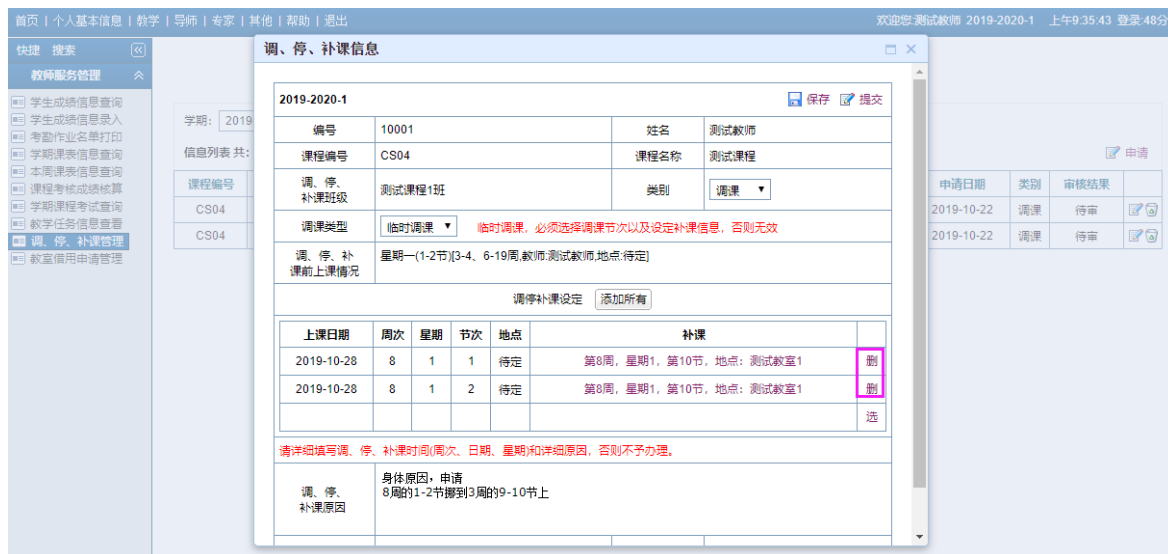 首页 | 个人基本信息 | 教学 | 导师 | 专家 | 其他 | 帮助 | 退出
欢迎您:测试教师 2019-2020-1 上午9:35:43 登录:48分
快捷 搜索
教师服务管理
学生成绩信息查询
学生成绩信息录入
考勤作业名单打印
学期课表信息查询
本周课表信息查询
课程考核成绩核算
学期课程考试查询
教学任务信息查看
调、停、补课管理
教室借用申请管理
学期: 2019
信息列表 共:
申请
课程编号
申请日期 类别 审核结果
CS04
2019-10-22 调课 待审
CS04
2019-10-22 调课 待审
调、停、补课信息
2019-2020-1 保存 提交
编号 10001 姓名 测试教师
课程编号 CS04 课程名称 测试课程
调、停、
补课班级
测试课程1班 类别 调课
调课类型 临时调课 临时调课，必须选择调课节次以及设定补课信息，否则无效
调、停、补
课前上课情况
星期一(1-2节)[3-4、6-19周,教师:测试教师,地点:待定]
调停补课设定 添加所有
上课日期 周次 星期 节次 地点 补课
2019-10-28 8 1 1 待定 第8周，星期1，第10节，地点：测试教室1 删
2019-10-28 8 1 2 待定 第8周，星期1，第10节，地点：测试教室1 删
选
请详细填写调、停、补课时间(周次、日期、星期)和详细原因，否则不予办理。
调、停、
补课原因
身体原因，申请
8周的1-2节挪到3周的9-10节上